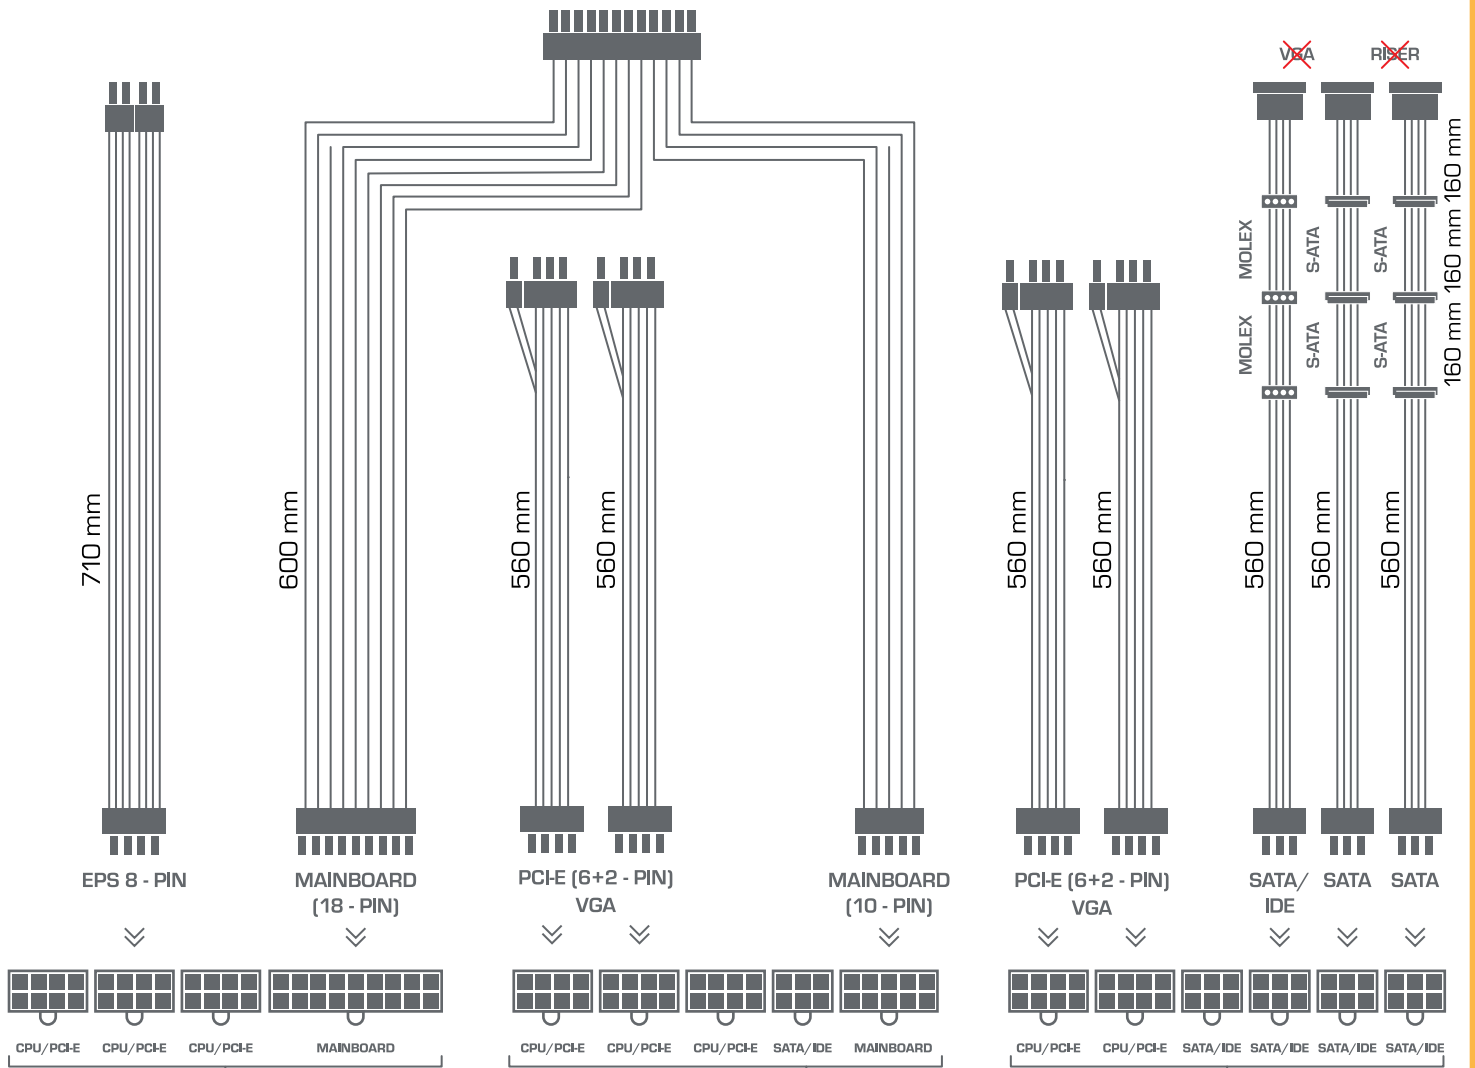 VGA RISER
160 mm 160 mm 160 mm
MOLEX S-ATA S-ATA
MOLEX S-ATA S-ATA
710 mm 600 mm 560 mm 560 mm 560 mm 560 mm 560 mm 560 mm 560 mm
EPS 8 - PIN
MAINBOARD
(18 - PIN)
PCI-E (6+2 - PIN)
VGA
MAINBOARD
(10 - PIN)
PCI-E (6+2 - PIN)
VGA
SATA/
IDE
SATA
SATA
CPU/PCI-E CPU/PCI-E CPU/PCI-E MAINBOARD
CPU/PCI-E CPU/PCI-E CPU/PCI-E SATA/IDE MAINBOARD
CPU/PCI-E CPU/PCI-E SATA/IDE SATA/IDE SATA/IDE SATA/IDE